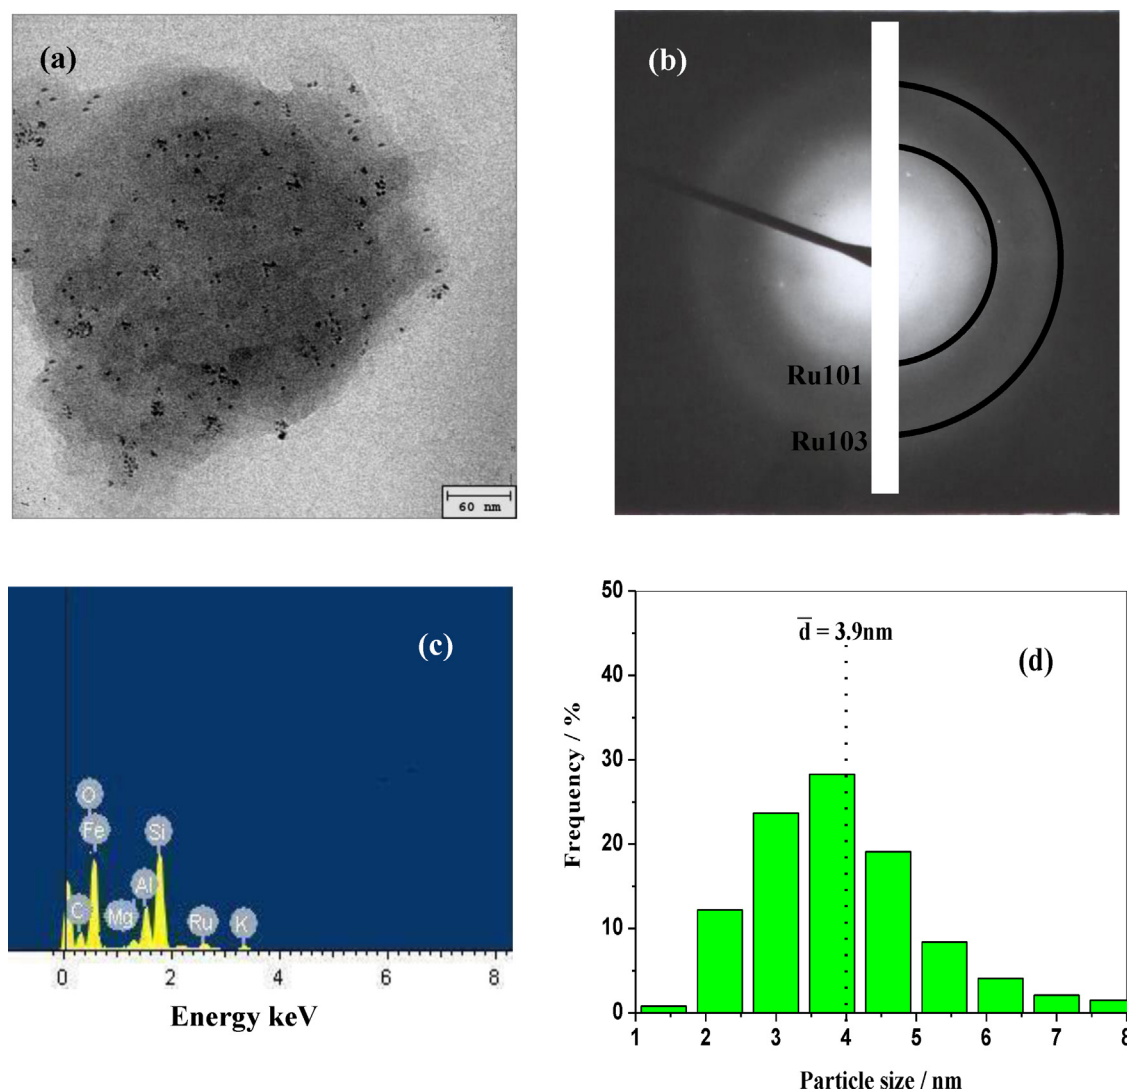 (a)
60 nm
(b)
Ru101
Ru103
(c)
O
Fe
Si
C
Mg
Al
Ru
K
0 2 4 6 8
Energy keV
(d)
d̅ = 3.9nm
50
40
30
20
10
0
Frequency / %
1 2 3 4 5 6 7 8
Particle size / nm